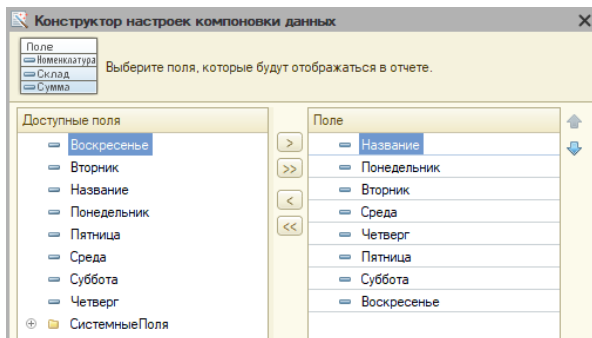 Конструктор настроек компоновки данных
Поле
Номенклатура
Склад
Сумма
Выберите поля, которые будут отображаться в отчете.
Доступные поля
Воскресенье
Вторник
Название
Понедельник
Пятница
Среда
Суббота
Четверг
СистемныеПоля
>
>>
<
<<
Поле
Название
Понедельник
Вторник
Среда
Четверг
Пятница
Суббота
Воскресенье